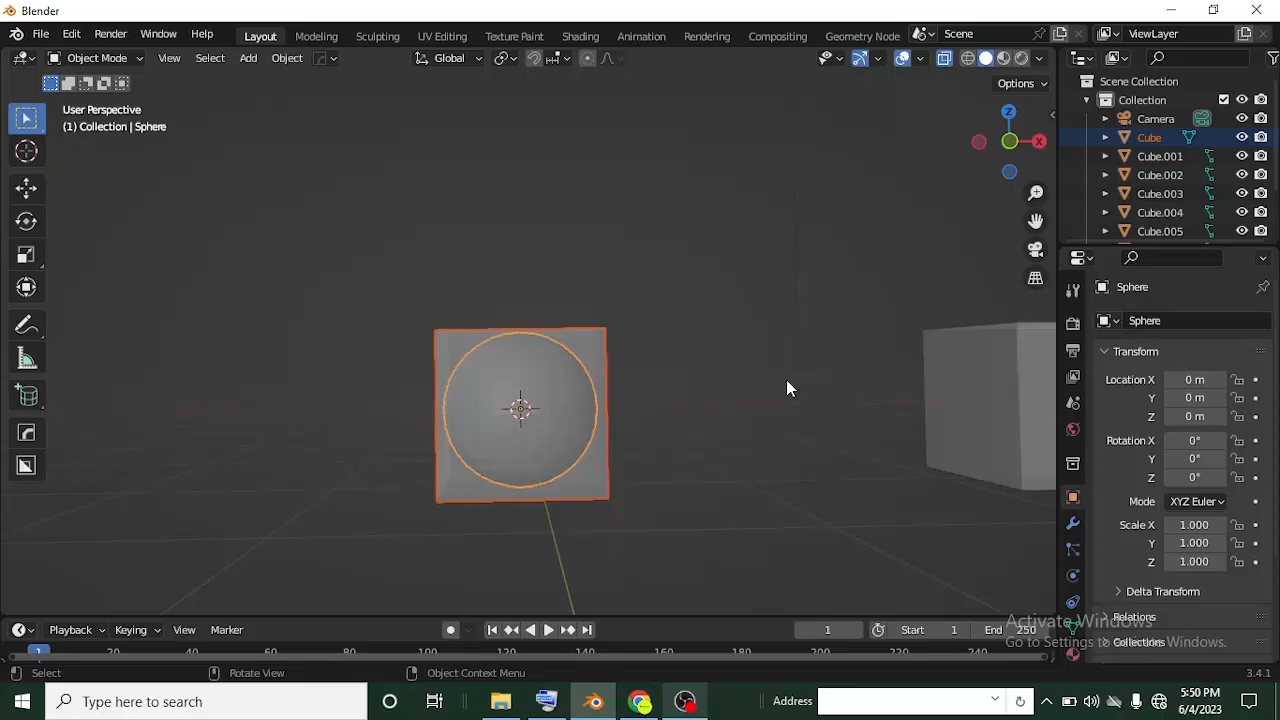 Blender
File Edit Render Window Help Layout Modeling Sculpting UV Editing Texture Paint Shading Animation Rendering Compositing Geometry Node Scene ViewLayer
Object Mode View Select Add Object Global
Options
User Perspective
(1) Collection | Sphere
Z
X
Scene Collection
Collection
Camera
Cube
Cube.001
Cube.002
Cube.003
Cube.004
Cube.005
Sphere
Sphere
Transform
Location X 0 m
Y 0 m
Z 0 m
Rotation X 0°
Y 0°
Z 0°
Mode XYZ Euler
Scale X 1.000
Y 1.000
Z 1.000
Delta Transform
Relations
Collections
Activate Windows
Go to Settings to Windows.
Playback Keying View Marker 1 Start 1 End 250
1 20 40 60 80 100 120 140 160 180 200 220 240
Select Rotate View Object Context Menu 3.4.1
Type here to search Address 5:50 PM
6/4/2023